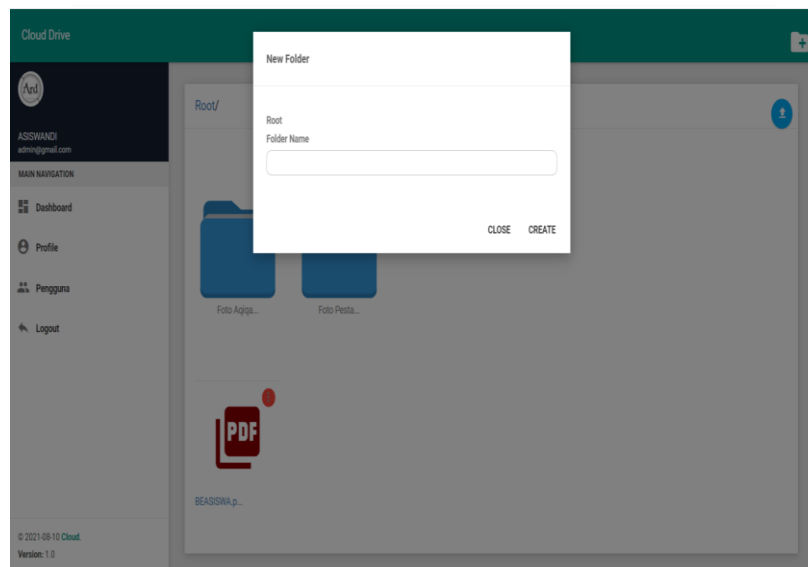 Cloud Drive
New Folder
Ard
ASISWANDI
admin@gmail.com
MAIN NAVIGATION
Dashboard
Profile
Pengguna
Logout
© 2021-08-10 Cloud.
Version: 1.0
Root/
Root
Folder Name
CLOSE CREATE
Foto Aqiqa...
Foto Pesta...
PDF
BEASISWA.p...